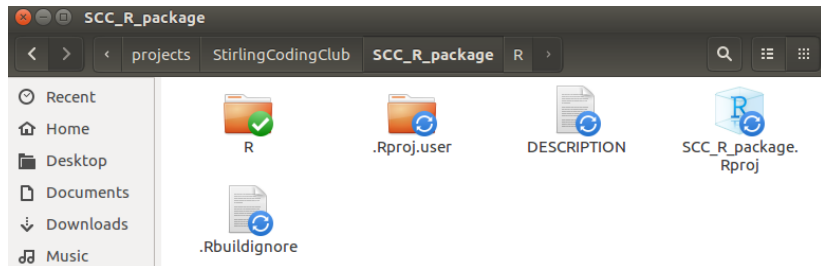 SCC_R_package
projects StirlingCodingClub SCC_R_package R
Recent
Home
Desktop
Documents
Downloads
Music
R .Rproj.user DESCRIPTION SCC_R_package.
Rproj
.Rbuildignore